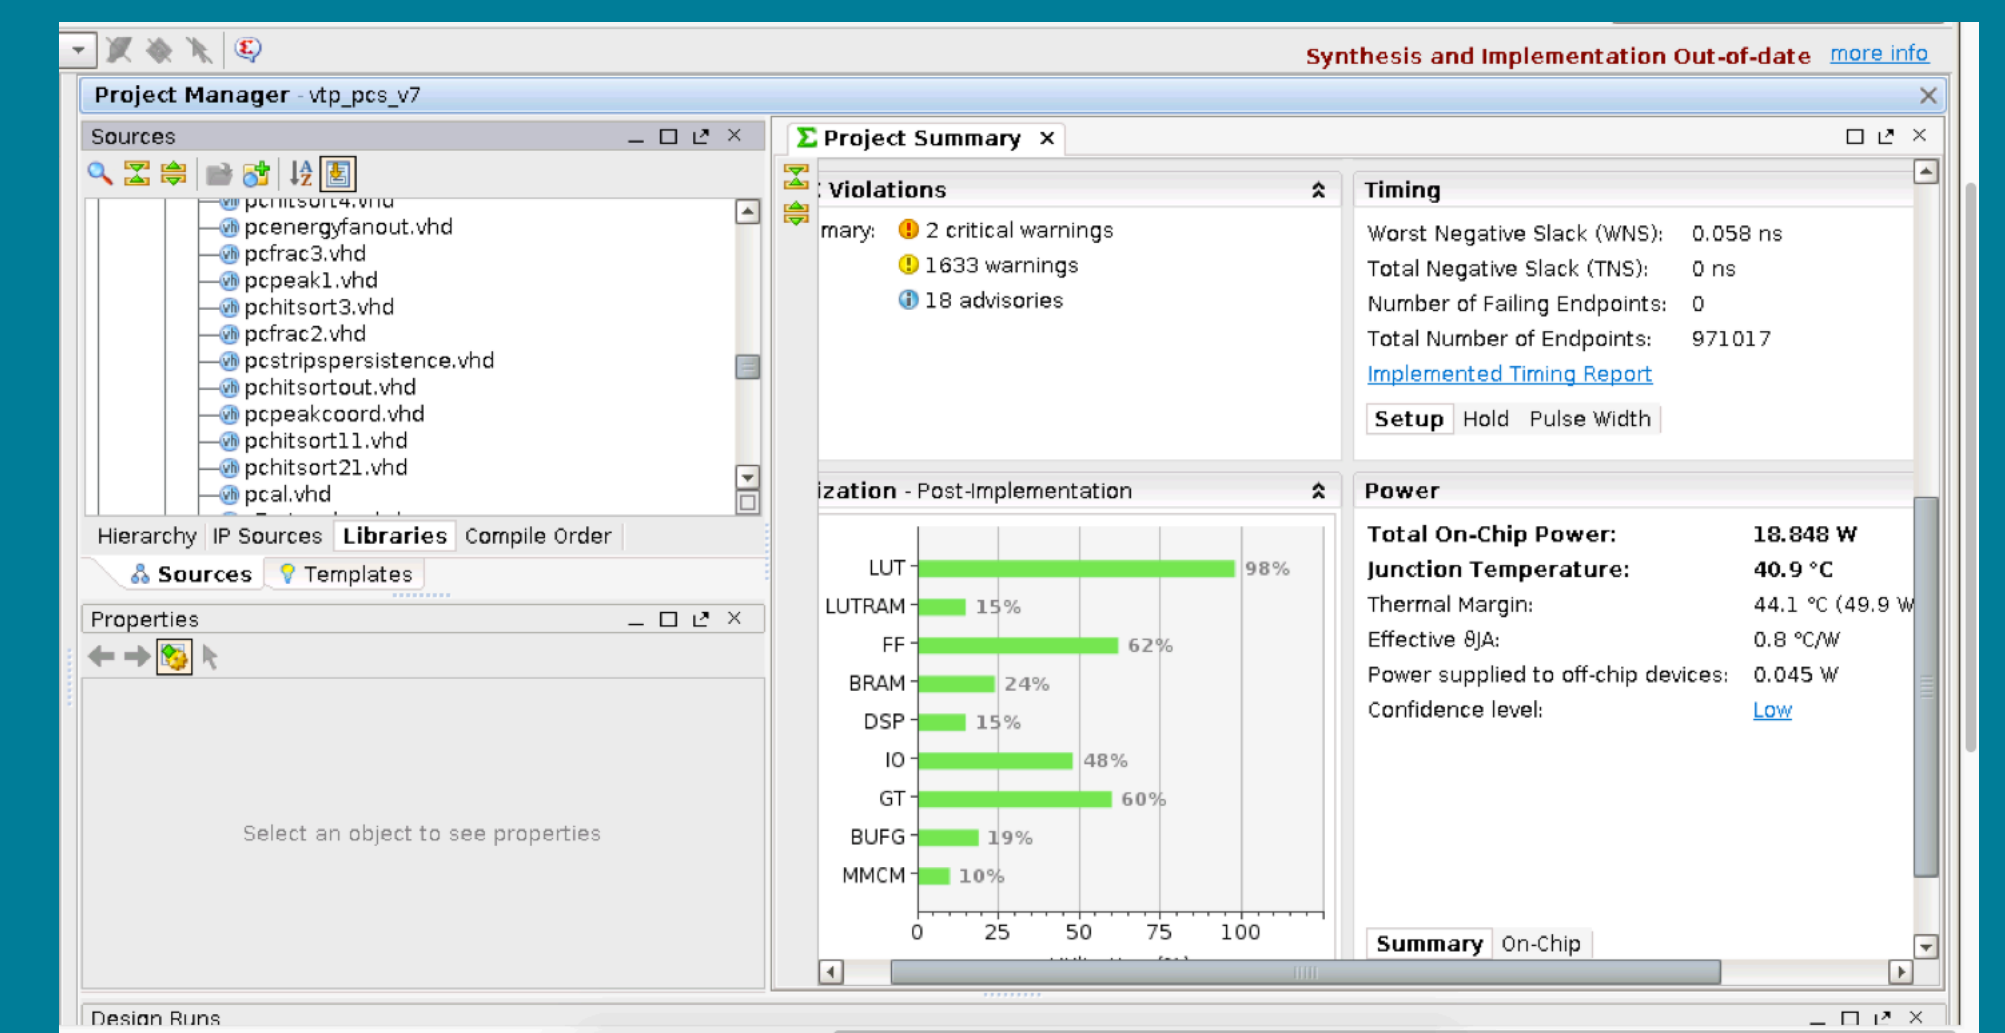 Synthesis and Implementation Out-of-date more info
Project Manager - vtp_pcs_v7
Sources
pchitsort4.vhd
pcenergyfanout.vhd
pcfrac3.vhd
pcpeak1.vhd
pchitsort3.vhd
pcfrac2.vhd
pcstripspersistence.vhd
pchitsortout.vhd
pcpeakcoord.vhd
pchitsort11.vhd
pchitsort21.vhd
pcal.vhd
Hierarchy IP Sources Libraries Compile Order
Sources Templates
Properties
Select an object to see properties
Project Summary
Violations
mary: 2 critical warnings
1633 warnings
18 advisories
Timing
Worst Negative Slack (WNS): 0.058 ns
Total Negative Slack (TNS): 0 ns
Number of Failing Endpoints: 0
Total Number of Endpoints: 971017
Implemented Timing Report
Setup Hold Pulse Width
ization - Post-Implementation
LUT 98%
LUTRAM 15%
FF 62%
BRAM 24%
DSP 15%
IO 48%
GT 60%
BUFG 19%
MMCM 10%
0 25 50 75 100
Power
Total On-Chip Power: 18.848 W
Junction Temperature: 40.9 °C
Thermal Margin: 44.1 °C (49.9 W
Effective ϑJA: 0.8 °C/W
Power supplied to off-chip devices: 0.045 W
Confidence level: Low
Summary On-Chip
Design Runs